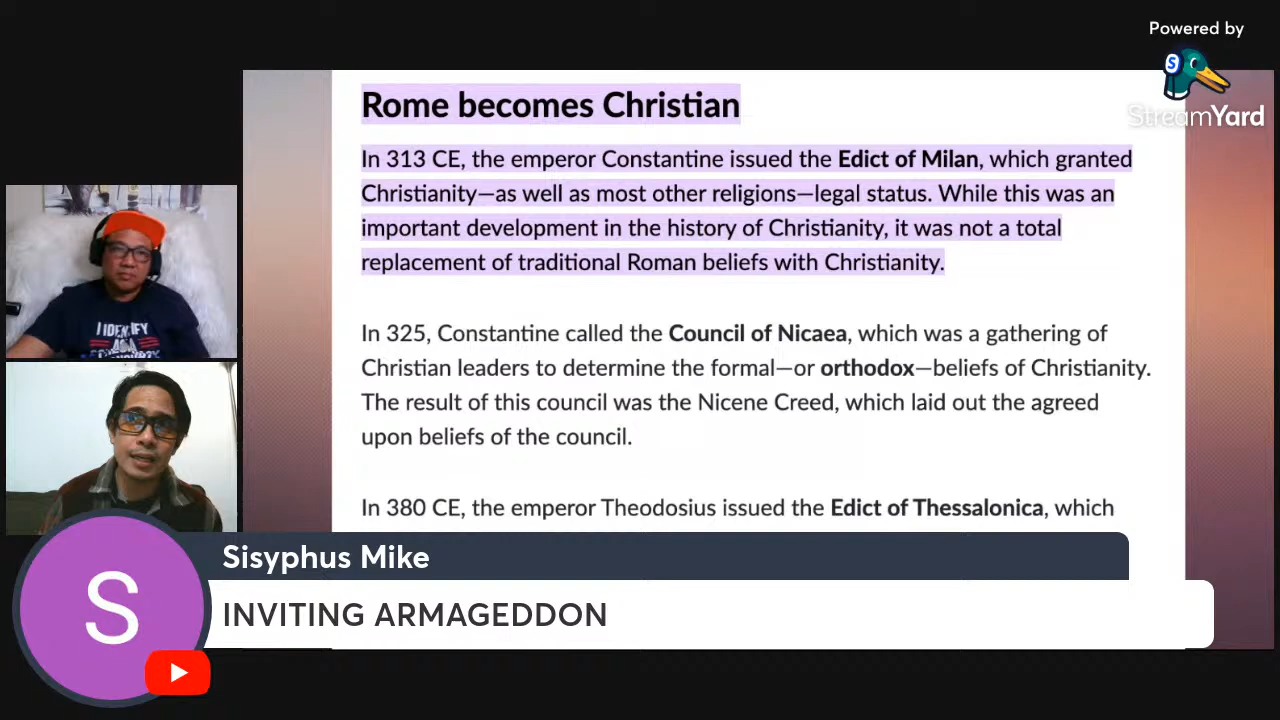 Powered by
StreamYard
Rome becomes Christian
In 313 CE, the emperor Constantine issued the Edict of Milan, which granted
Christianity—as well as most other religions—legal status. While this was an
important development in the history of Christianity, it was not a total
replacement of traditional Roman beliefs with Christianity.
In 325, Constantine called the Council of Nicaea, which was a gathering of
Christian leaders to determine the formal—or orthodox—beliefs of Christianity.
The result of this council was the Nicene Creed, which laid out the agreed
upon beliefs of the council.
In 380 CE, the emperor Theodosius issued the Edict of Thessalonica, which
I IDENTIFY
AS A
S
Sisyphus Mike
INVITING ARMAGEDDON